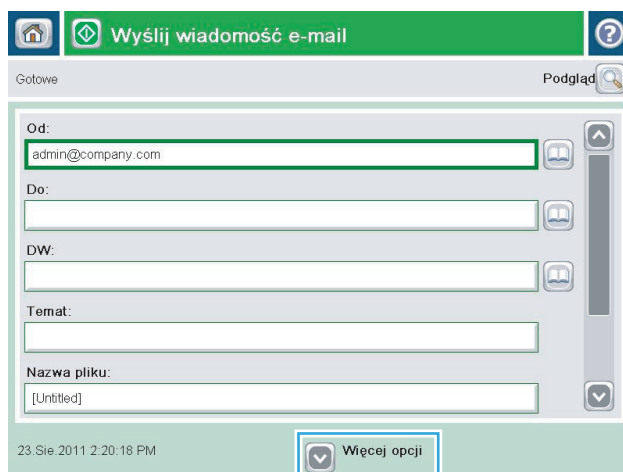 Wyślij wiadomość e-mail
?
Gotowe
Podgląd
Od:
admin@company.com
Do:
DW:
Temat:
Nazwa pliku:
[Untitled]
23.Sie.2011 2:20:18 PM
Więcej opcji